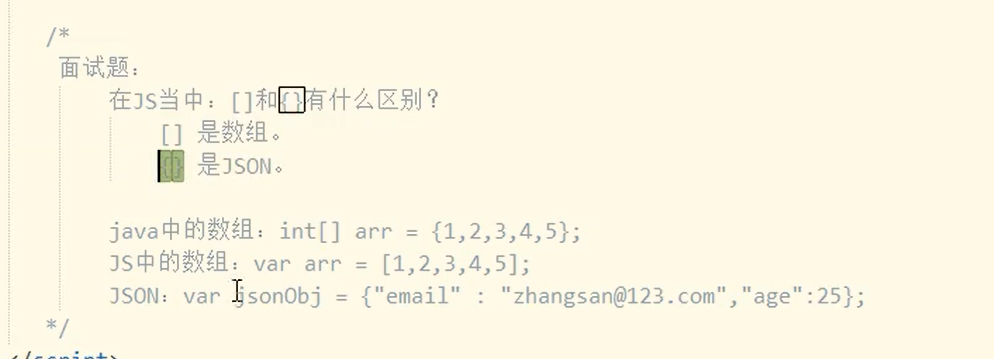 /*
面试题：
在JS当中：[]和{}有什么区别？
[] 是数组。
{} 是JSON。
java中的数组：int[] arr = {1,2,3,4,5};
JS中的数组：var arr = [1,2,3,4,5];
JSON：var jsonObj = {"email" : "zhangsan@123.com","age":25};
*/
</script>